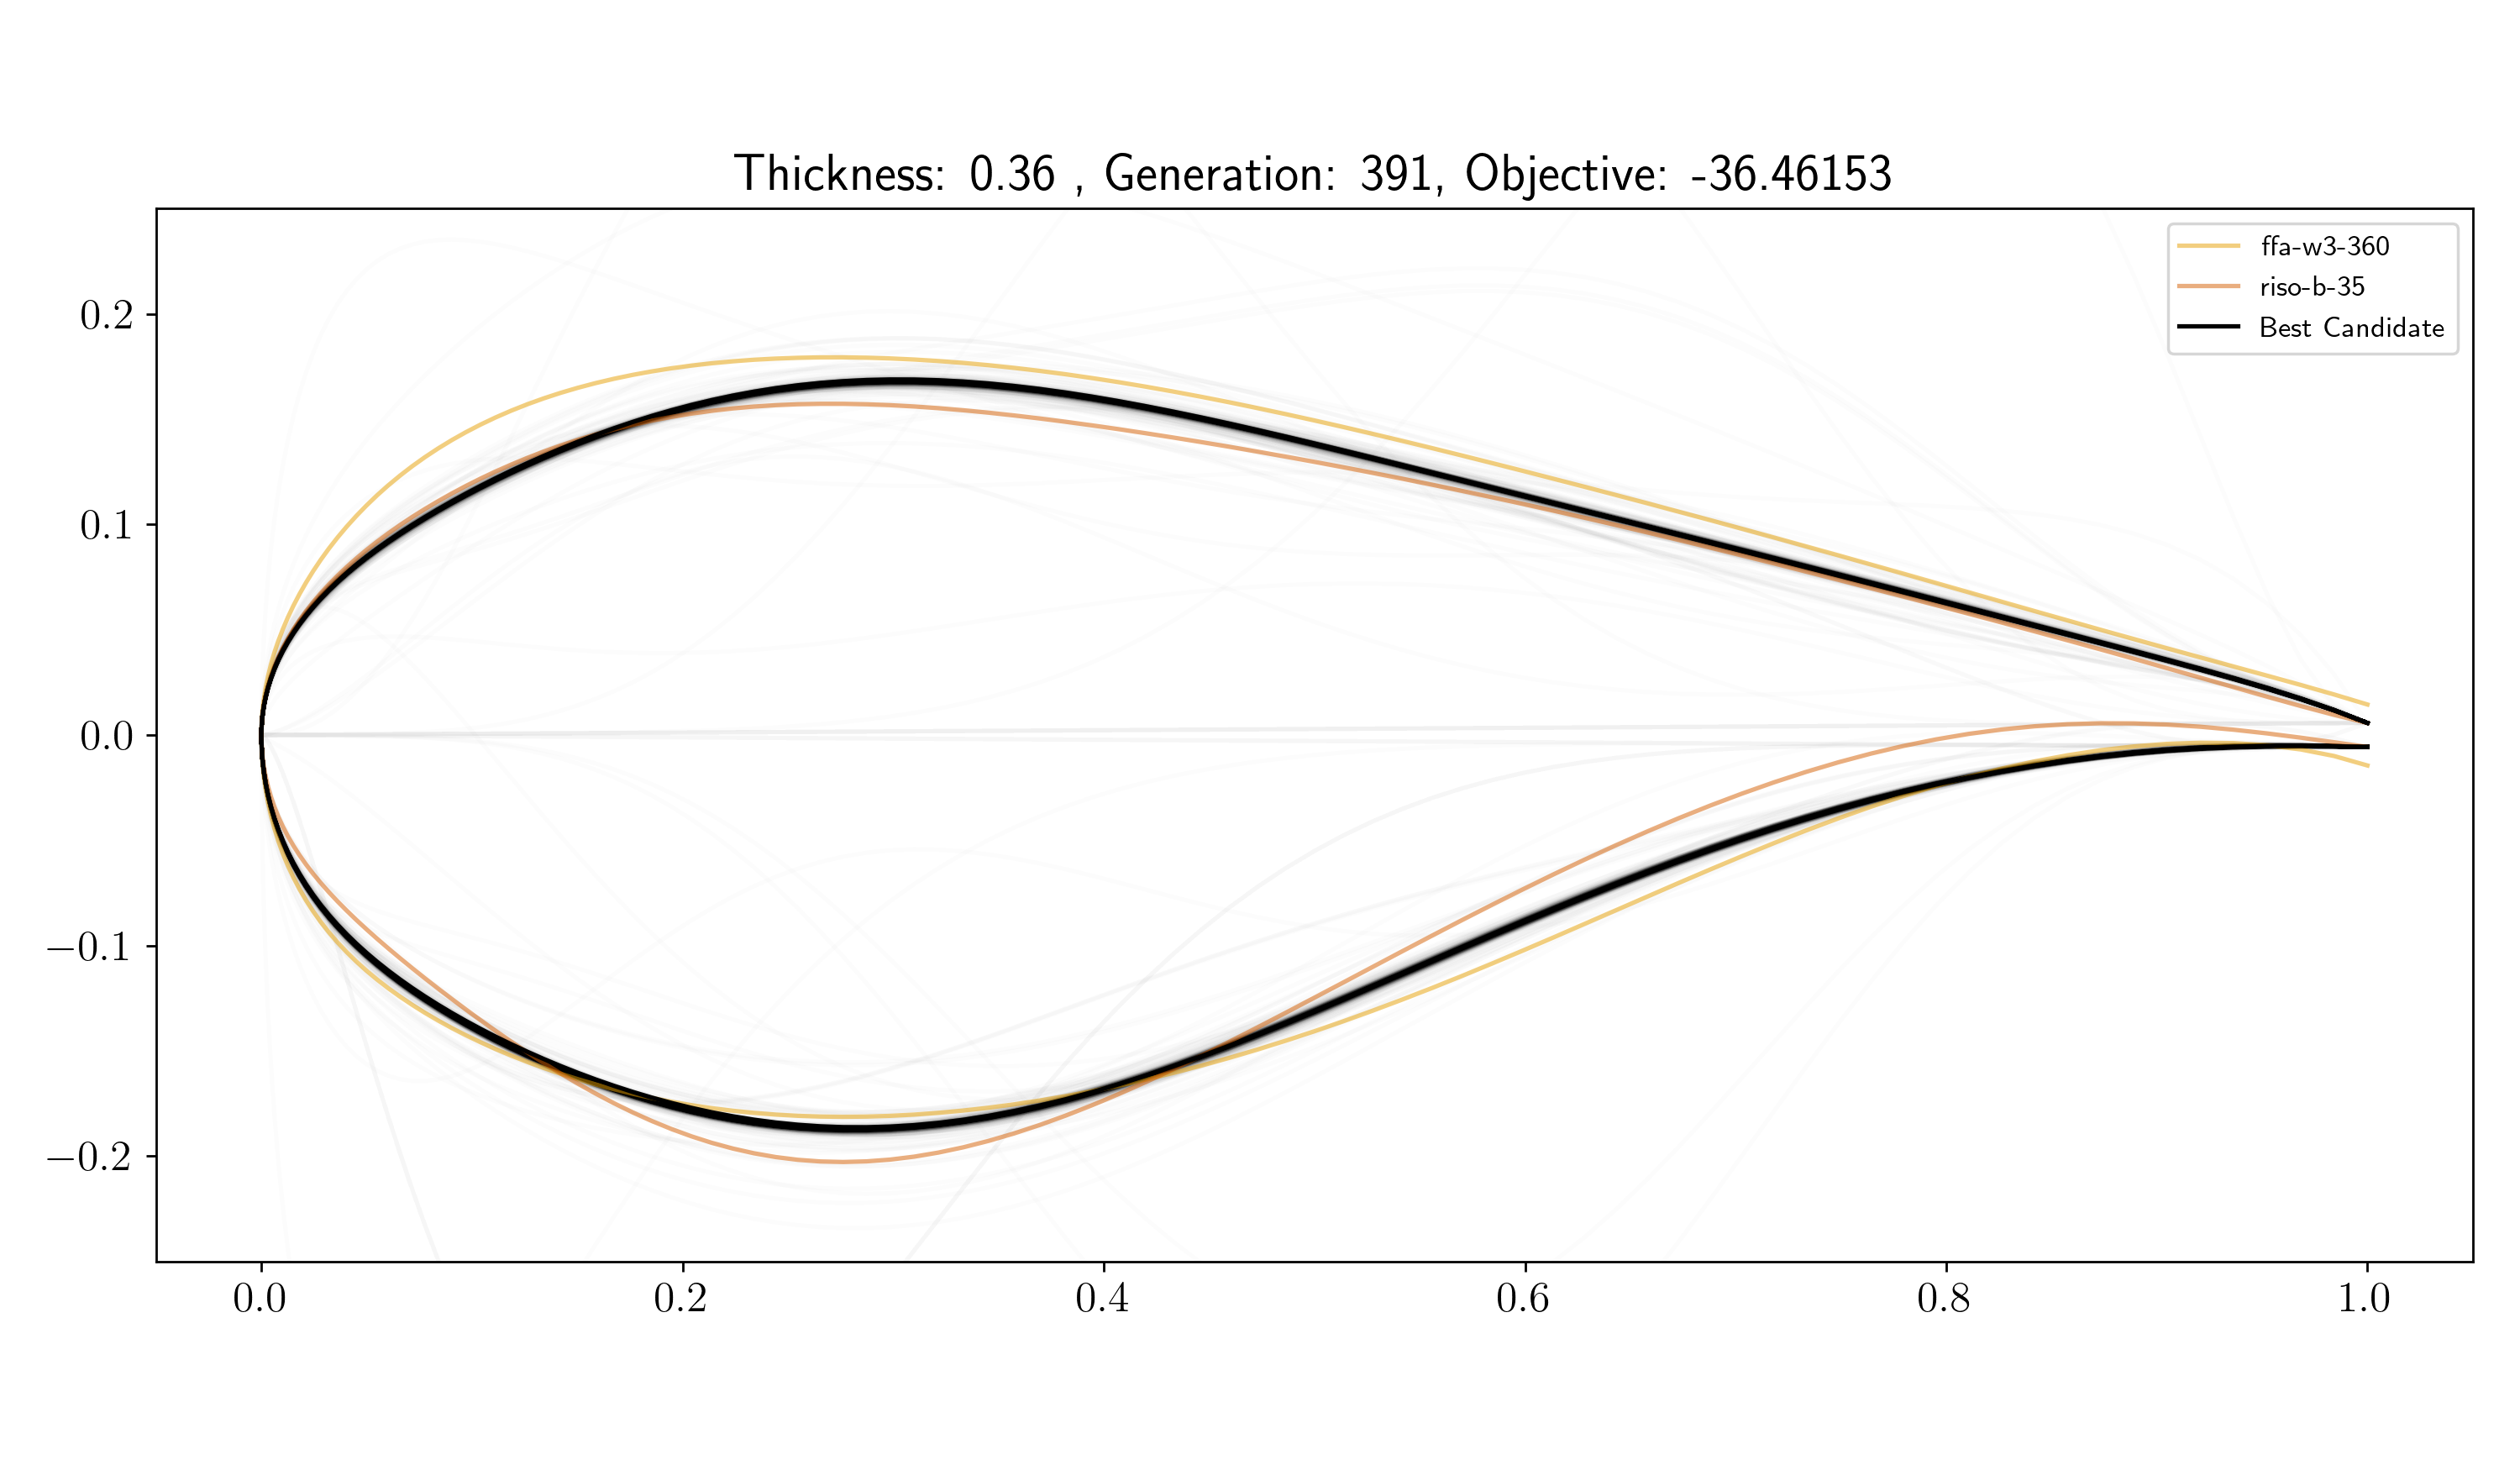 Thickness: 0.36 , Generation: 391, Objective: -36.46153
ffa-w3-360
riso-b-35
Best Candidate
0.2
0.1
0.0
−0.1
−0.2
0.0 0.2 0.4 0.6 0.8 1.0